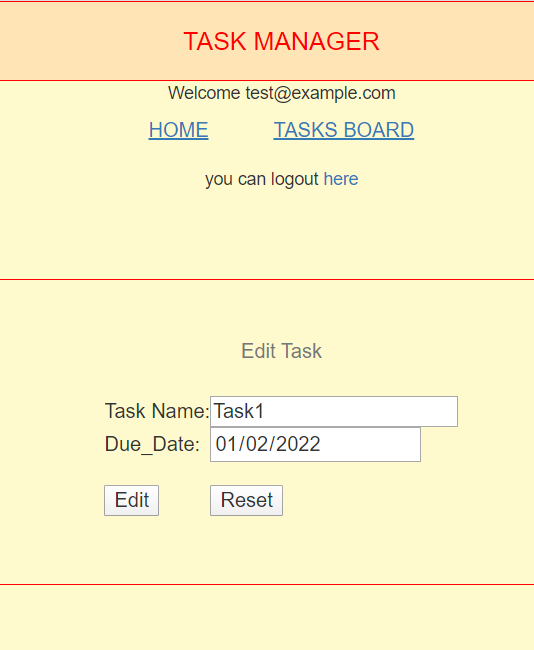 TASK MANAGER
Welcome test@example.com
HOME TASKS BOARD
you can logout here
Edit Task
Task Name: Task1
Due_Date: 01/02/2022
Edit Reset